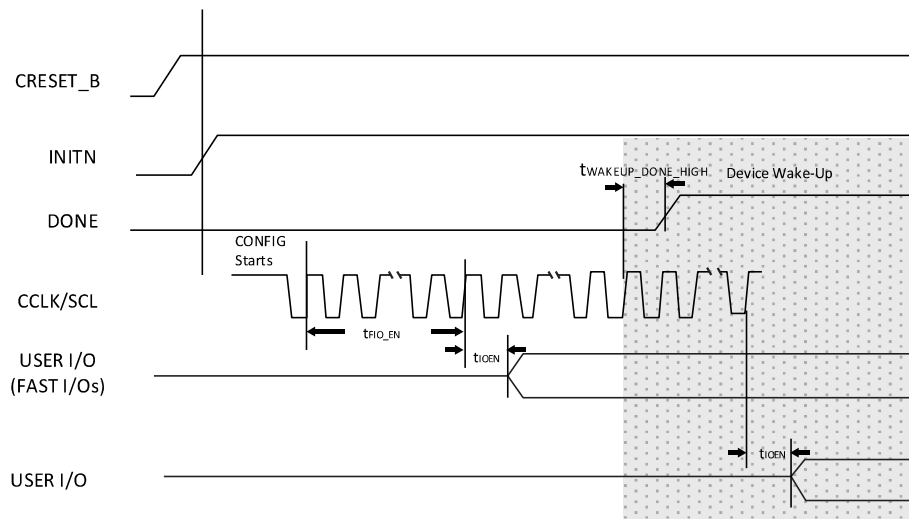 CRESET_B
INITN
tWAKEUP_DONE_HIGH
Device Wake-Up
DONE
CONFIG
Starts
CCLK/SCL
tFIO_EN
USER I/O
(FAST I/Os)
tIOEN
tIOEN
USER I/O